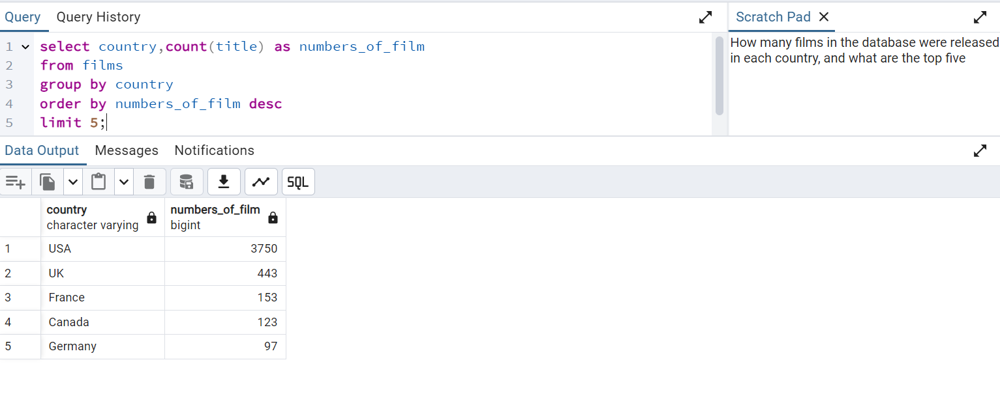 Query Query History
Scratch Pad
1 select country,count(title) as numbers_of_film
2 from films
3 group by country
4 order by numbers_of_film desc
5 limit 5;
How many films in the database were released
in each country, and what are the top five
Data Output Messages Notifications
SQL
country numbers_of_film
character varying bigint
1 USA 3750
2 UK 443
3 France 153
4 Canada 123
5 Germany 97